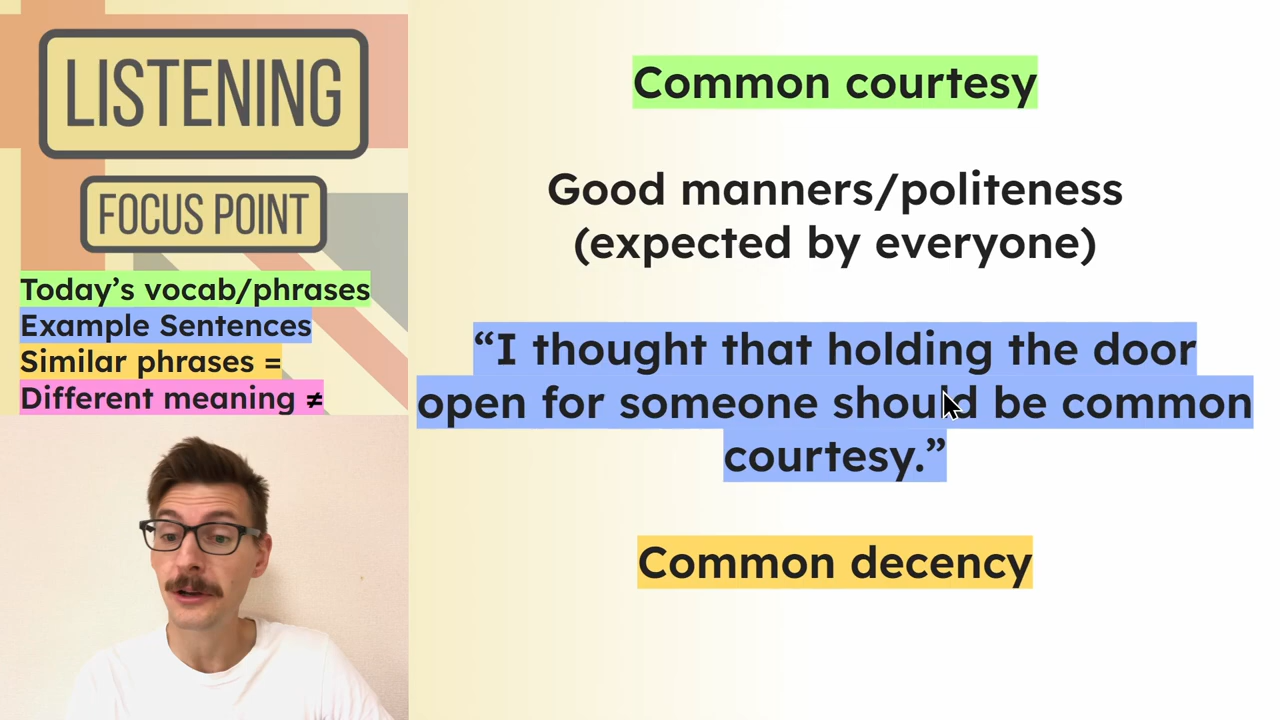 LISTENING
FOCUS POINT
Today’s vocab/phrases
Example Sentences
Similar phrases =
Different meaning ≠
Common courtesy
Good manners/politeness
(expected by everyone)
“I thought that holding the door
open for someone should be common
courtesy.”
Common decency